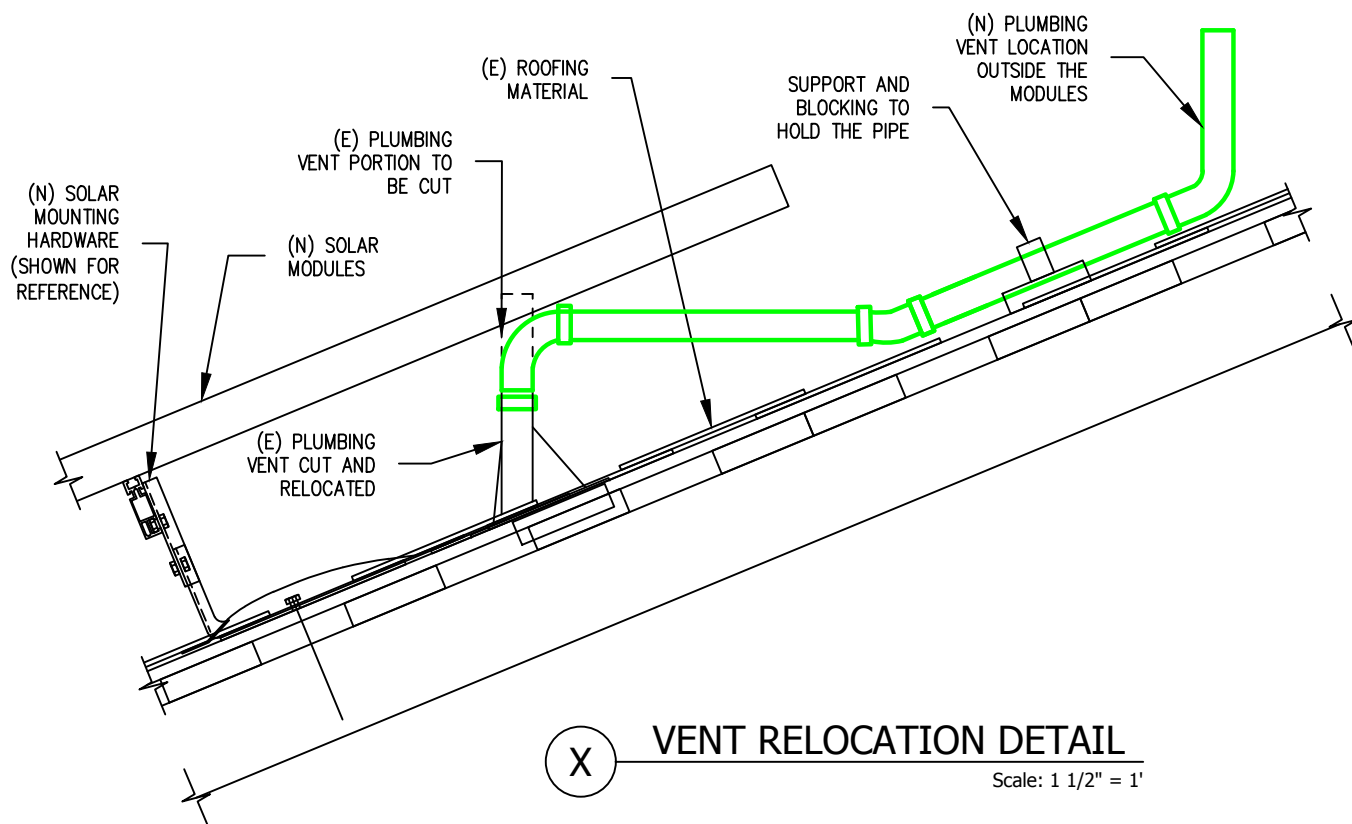 (N) SOLAR
MOUNTING
HARDWARE
(SHOWN FOR
REFERENCE)
(N) SOLAR
MODULES
(E) PLUMBING
VENT PORTION TO
BE CUT
(E) ROOFING
MATERIAL
SUPPORT AND
BLOCKING TO
HOLD THE PIPE
(N) PLUMBING
VENT LOCATION
OUTSIDE THE
MODULES
(E) PLUMBING
VENT CUT AND
RELOCATED
X
VENT RELOCATION DETAIL
Scale: 1 1/2" = 1'